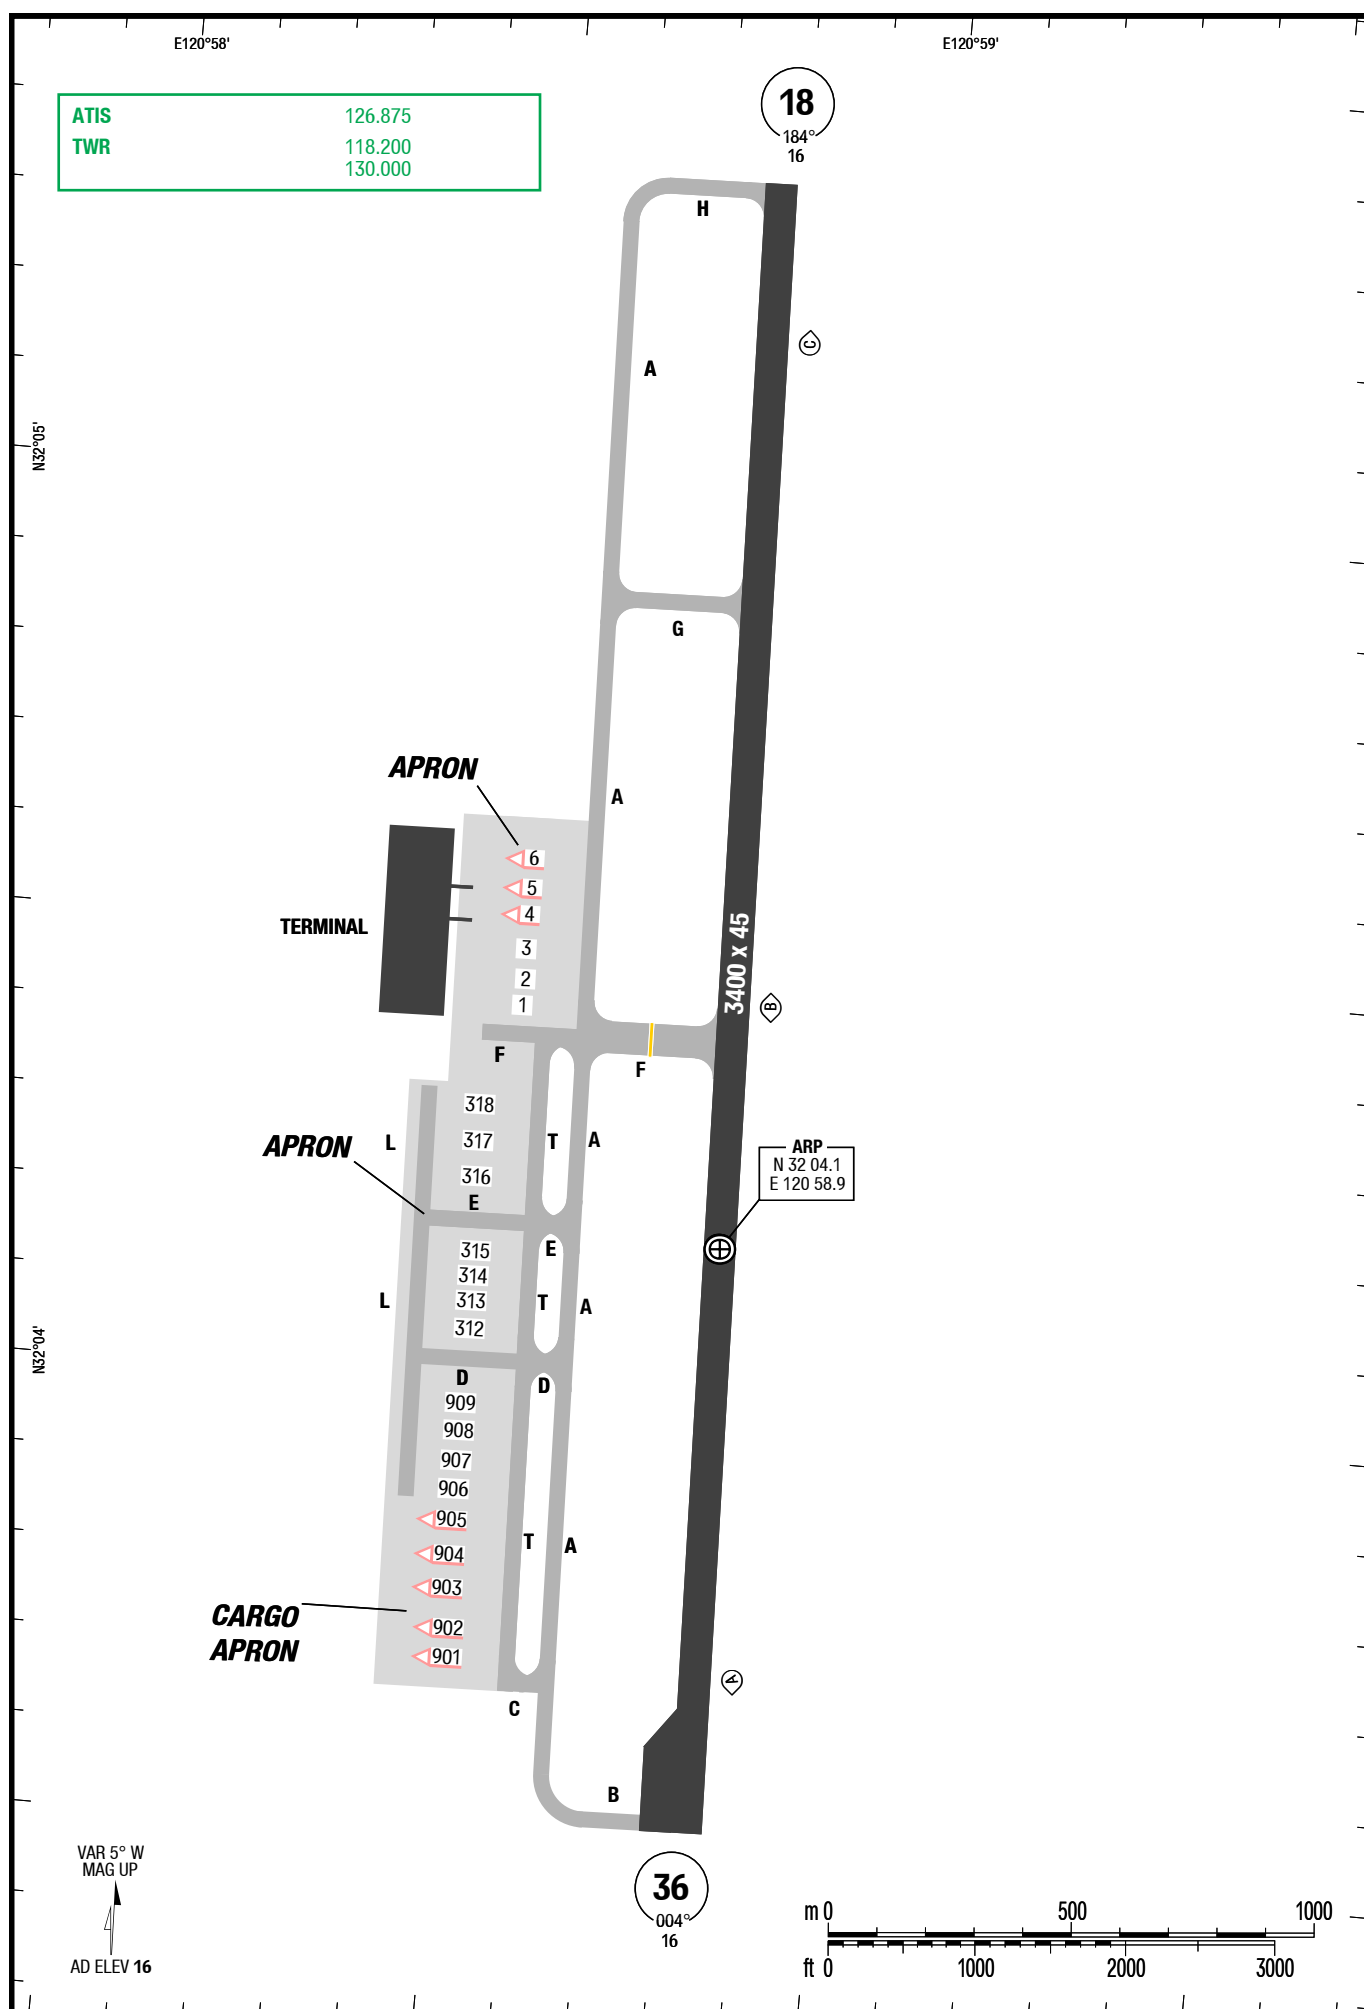 E120°58'
E120°59'
ATIS 126.875
TWR 118.200
130.000
18
184°
16
H
A
C
N32°05'
G
A
APRON
6
5
4
3
2
1
TERMINAL
3400 x 45
B
F
F
318
317
316
L
T
A
APRON
E
E
ARP
N 32 04.1
E 120 58.9
315
314
313
312
L
T
A
N32°04'
D
D
909
908
907
906
905
904
903
902
901
T
A
CARGO
APRON
A
C
B
VAR 5° W
MAG UP
AD ELEV 16
36
004°
16
m 0 500 1000
ft 0 1000 2000 3000